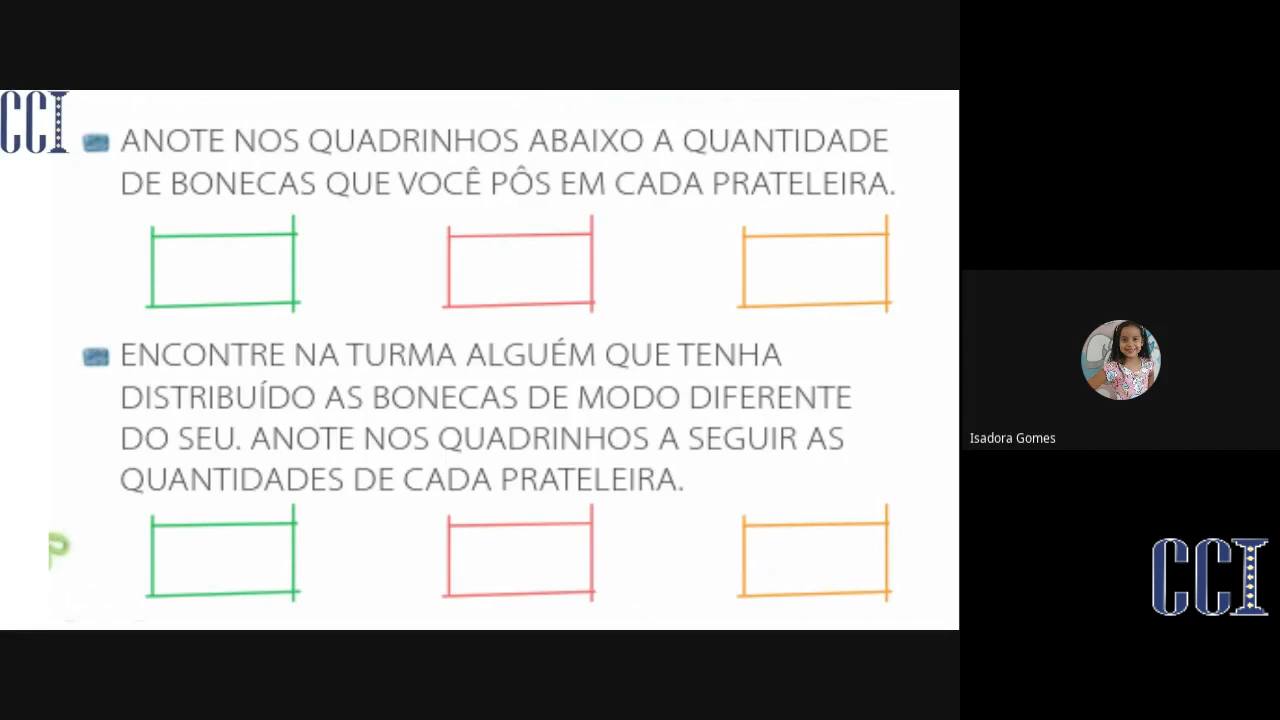 CCI
ANOTE NOS QUADRINHOS ABAIXO A QUANTIDADE
DE BONECAS QUE VOCÊ PÔS EM CADA PRATELEIRA.
ENCONTRE NA TURMA ALGUÉM QUE TENHA
DISTRIBUÍDO AS BONECAS DE MODO DIFERENTE
DO SEU. ANOTE NOS QUADRINHOS A SEGUIR AS
QUANTIDADES DE CADA PRATELEIRA.
Isadora Gomes
CCI